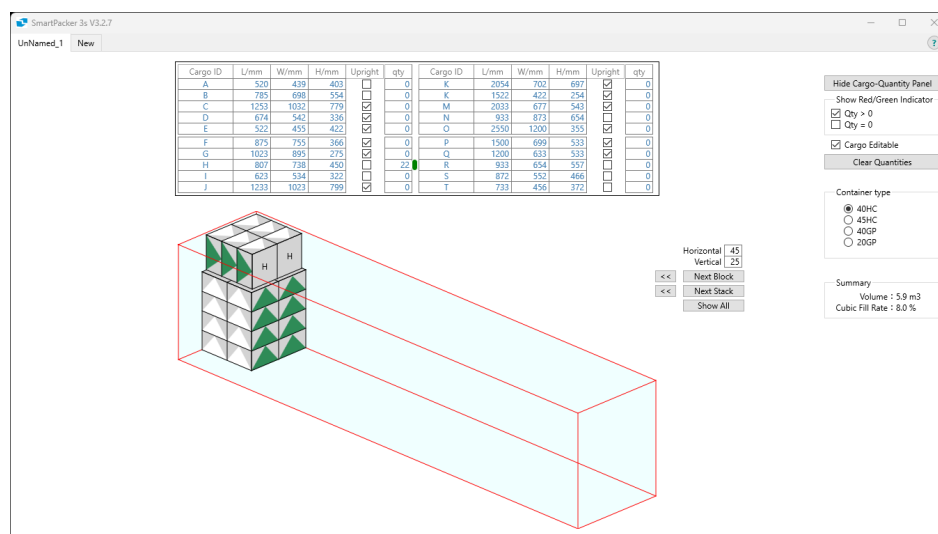 SmartPacker 3s V3.2.7
UnNamed_1 New
?
Cargo ID L/mm W/mm H/mm Upright qty Cargo ID L/mm W/mm H/mm Upright qty
A 520 439 403 0 K 2054 702 697 0
B 785 698 554 0 K 1522 422 254 0
C 1253 1032 779 0 M 2033 677 543 0
D 674 542 336 0 N 933 873 654 0
E 522 455 422 0 O 2550 1200 355 0
F 875 755 366 0 P 1500 699 533 0
G 1023 895 275 0 Q 1200 633 533 0
H 807 738 450 22 R 933 654 557 0
I 623 534 322 0 S 872 552 466 0
J 1233 1023 799 0 T 733 456 372 0
Hide Cargo-Quantity Panel
Show Red/Green Indicator
Qty > 0
Qty = 0
Cargo Editable
Clear Quantities
Container type
40HC
45HC
40GP
20GP
Horizontal 45
Vertical 25
<< Next Block
<< Next Stack
Show All
Summary
Volume : 5.9 m3
Cubic Fill Rate : 8.0 %
H H